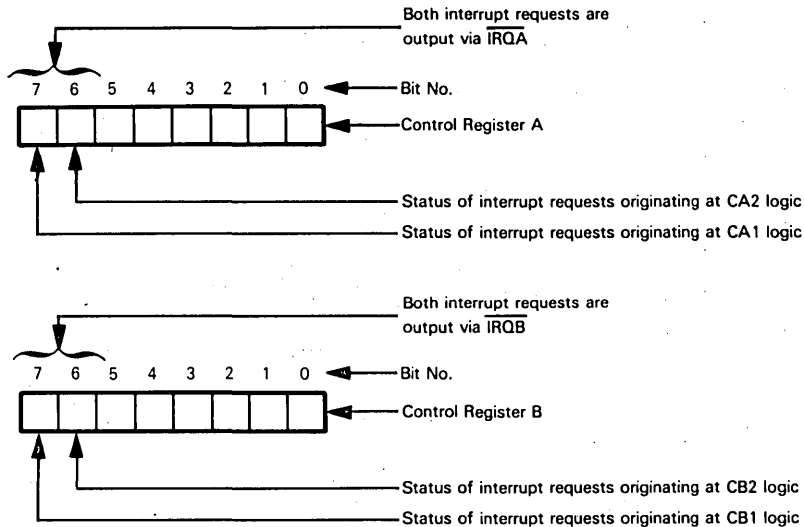 Both interrupt requests are
output via IRQA
7 6 5 4 3 2 1 0 Bit No.
Control Register A
Status of interrupt requests originating at CA2 logic
Status of interrupt requests originating at CA1 logic
Both interrupt requests are
output via IRQB
7 6 5 4 3 2 1 0 Bit No.
Control Register B
Status of interrupt requests originating at CB2 logic
Status of interrupt requests originating at CB1 logic